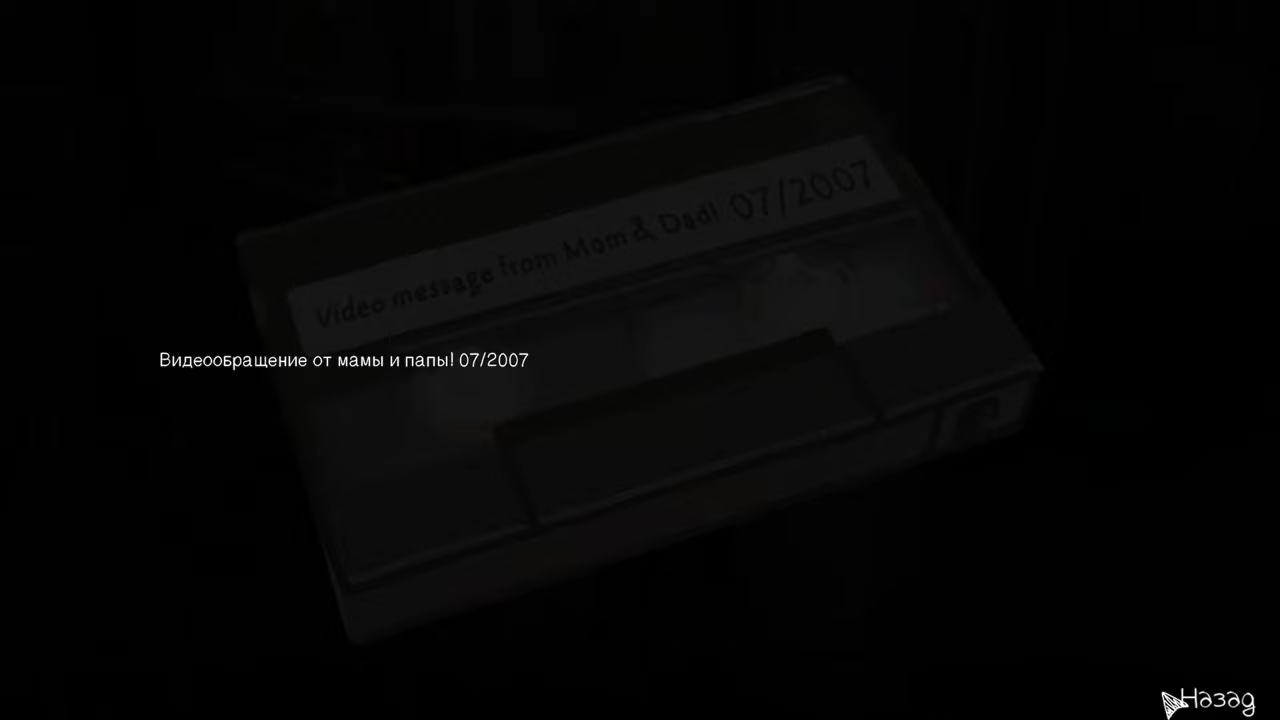 Video message from Mom & Dad! 07/2007
Видеообращение от мамы и папы! 07/2007
Назад